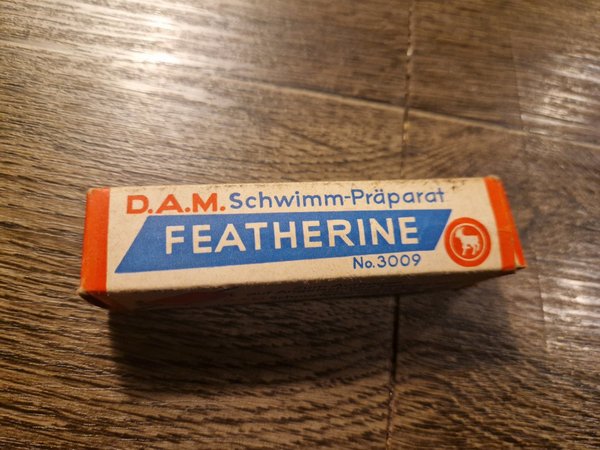 D.A.M. Schwimm-Präparat
FEATHERINE
No. 3009